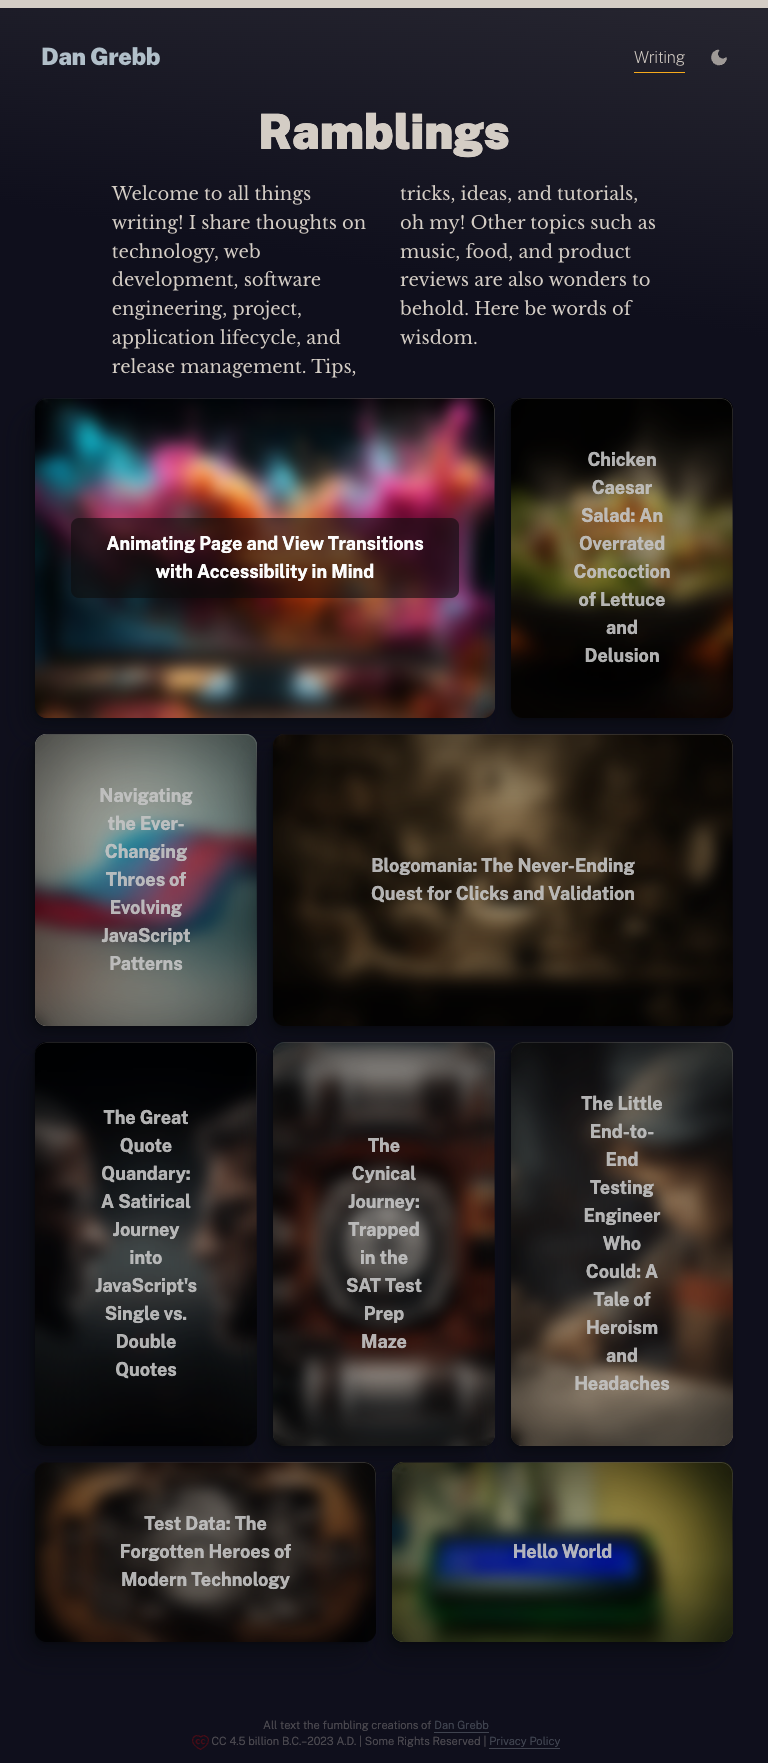 Dan Grebb
Writing
Ramblings
Welcome to all things
writing! I share thoughts on
technology, web
development, software
engineering, project,
application lifecycle, and
release management. Tips,
tricks, ideas, and tutorials,
oh my! Other topics such as
music, food, and product
reviews are also wonders to
behold. Here be words of
wisdom.
Animating Page and View Transitions
with Accessibility in Mind
Chicken
Caesar
Salad: An
Overrated
Concoction
of Lettuce
and
Delusion
Navigating
the Ever-
Changing
Throes of
Evolving
JavaScript
Patterns
Blogomania: The Never-Ending
Quest for Clicks and Validation
The Great
Quote
Quandary:
A Satirical
Journey
into
JavaScript's
Single vs.
Double
Quotes
The
Cynical
Journey:
Trapped
in the
SAT Test
Prep
Maze
The Little
End-to-
End
Testing
Engineer
Who
Could: A
Tale of
Heroism
and
Headaches
Test Data: The
Forgotten Heroes of
Modern Technology
Hello World
All text the fumbling creations of Dan Grebb
CC 4.5 billion B.C.–2023 A.D. | Some Rights Reserved | Privacy Policy